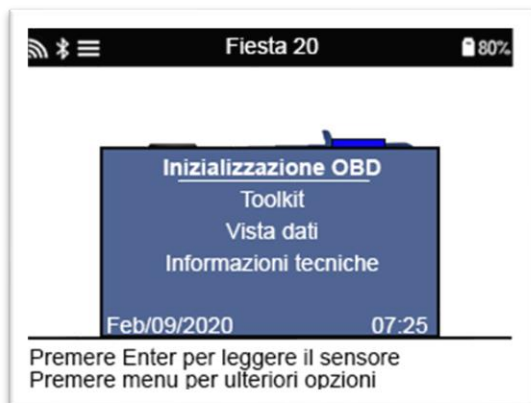 Fiesta 20 80%
Inizializzazione OBD
Toolkit
Vista dati
Informazioni tecniche
Feb/09/2020 07:25
Premere Enter per leggere il sensore
Premere menu per ulteriori opzioni